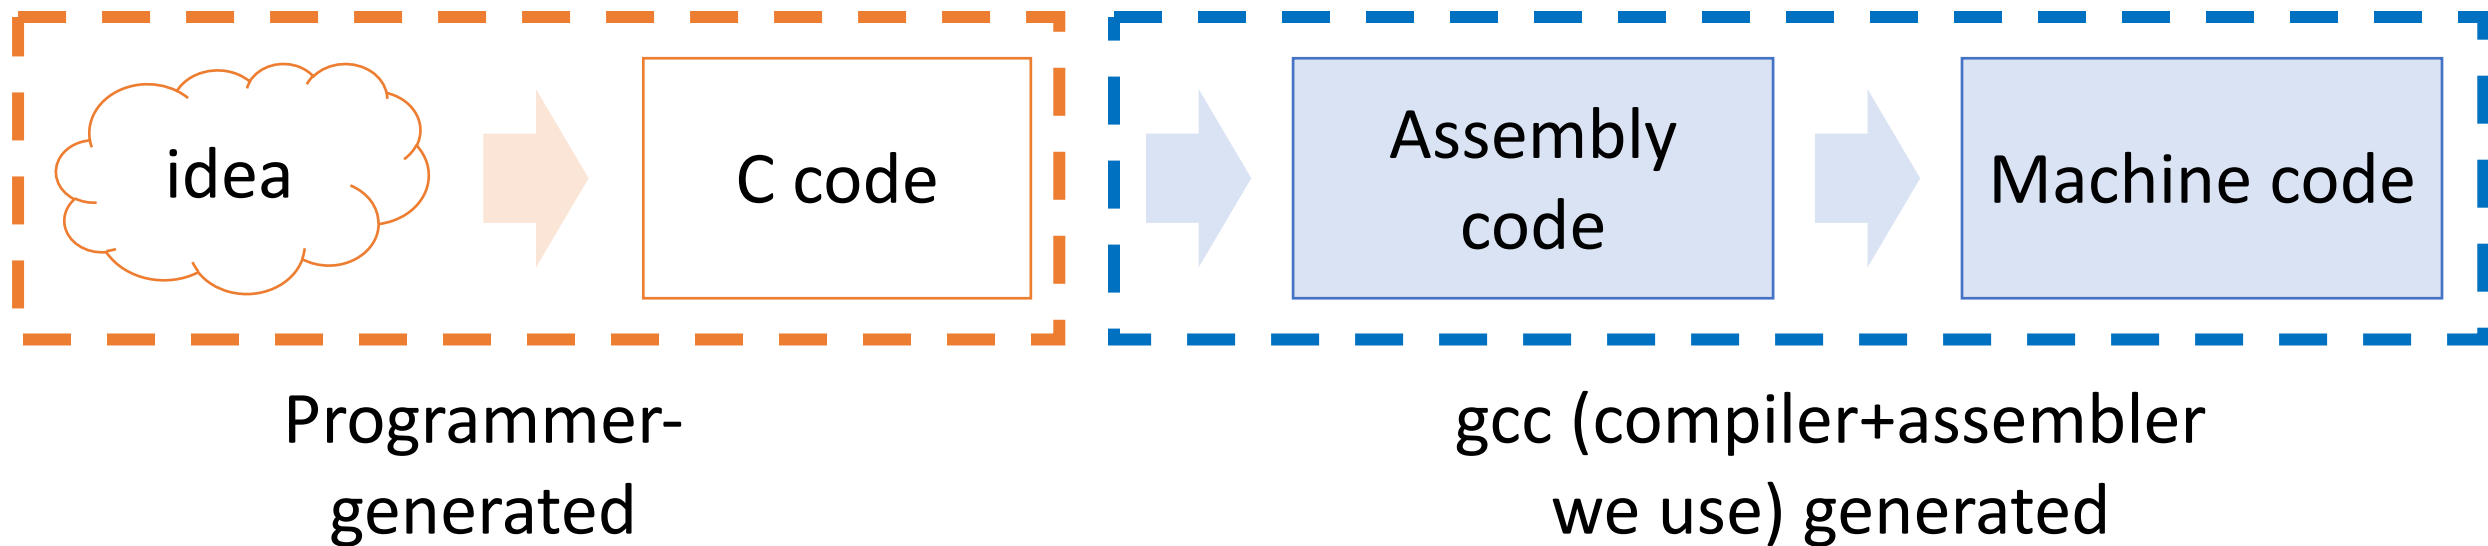 idea
C code
Assembly
code
Machine code
Programmer-
generated
gcc (compiler+assembler
we use) generated